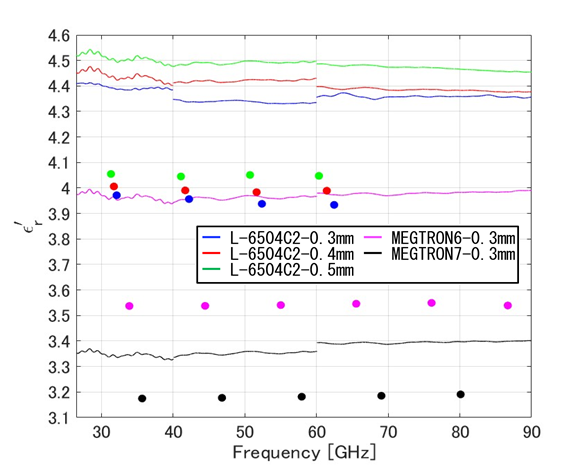 4.6
4.5
4.4
4.3
4.2
4.1
4
3.9
3.8
3.7
3.6
3.5
3.4
3.3
3.2
3.1
ϵ′r
L-6504C2-0.3mm MEGTRON6-0.3mm
L-6504C2-0.4mm MEGTRON7-0.3mm
L-6504C2-0.5mm
30 40 50 60 70 80 90
Frequency [GHz]